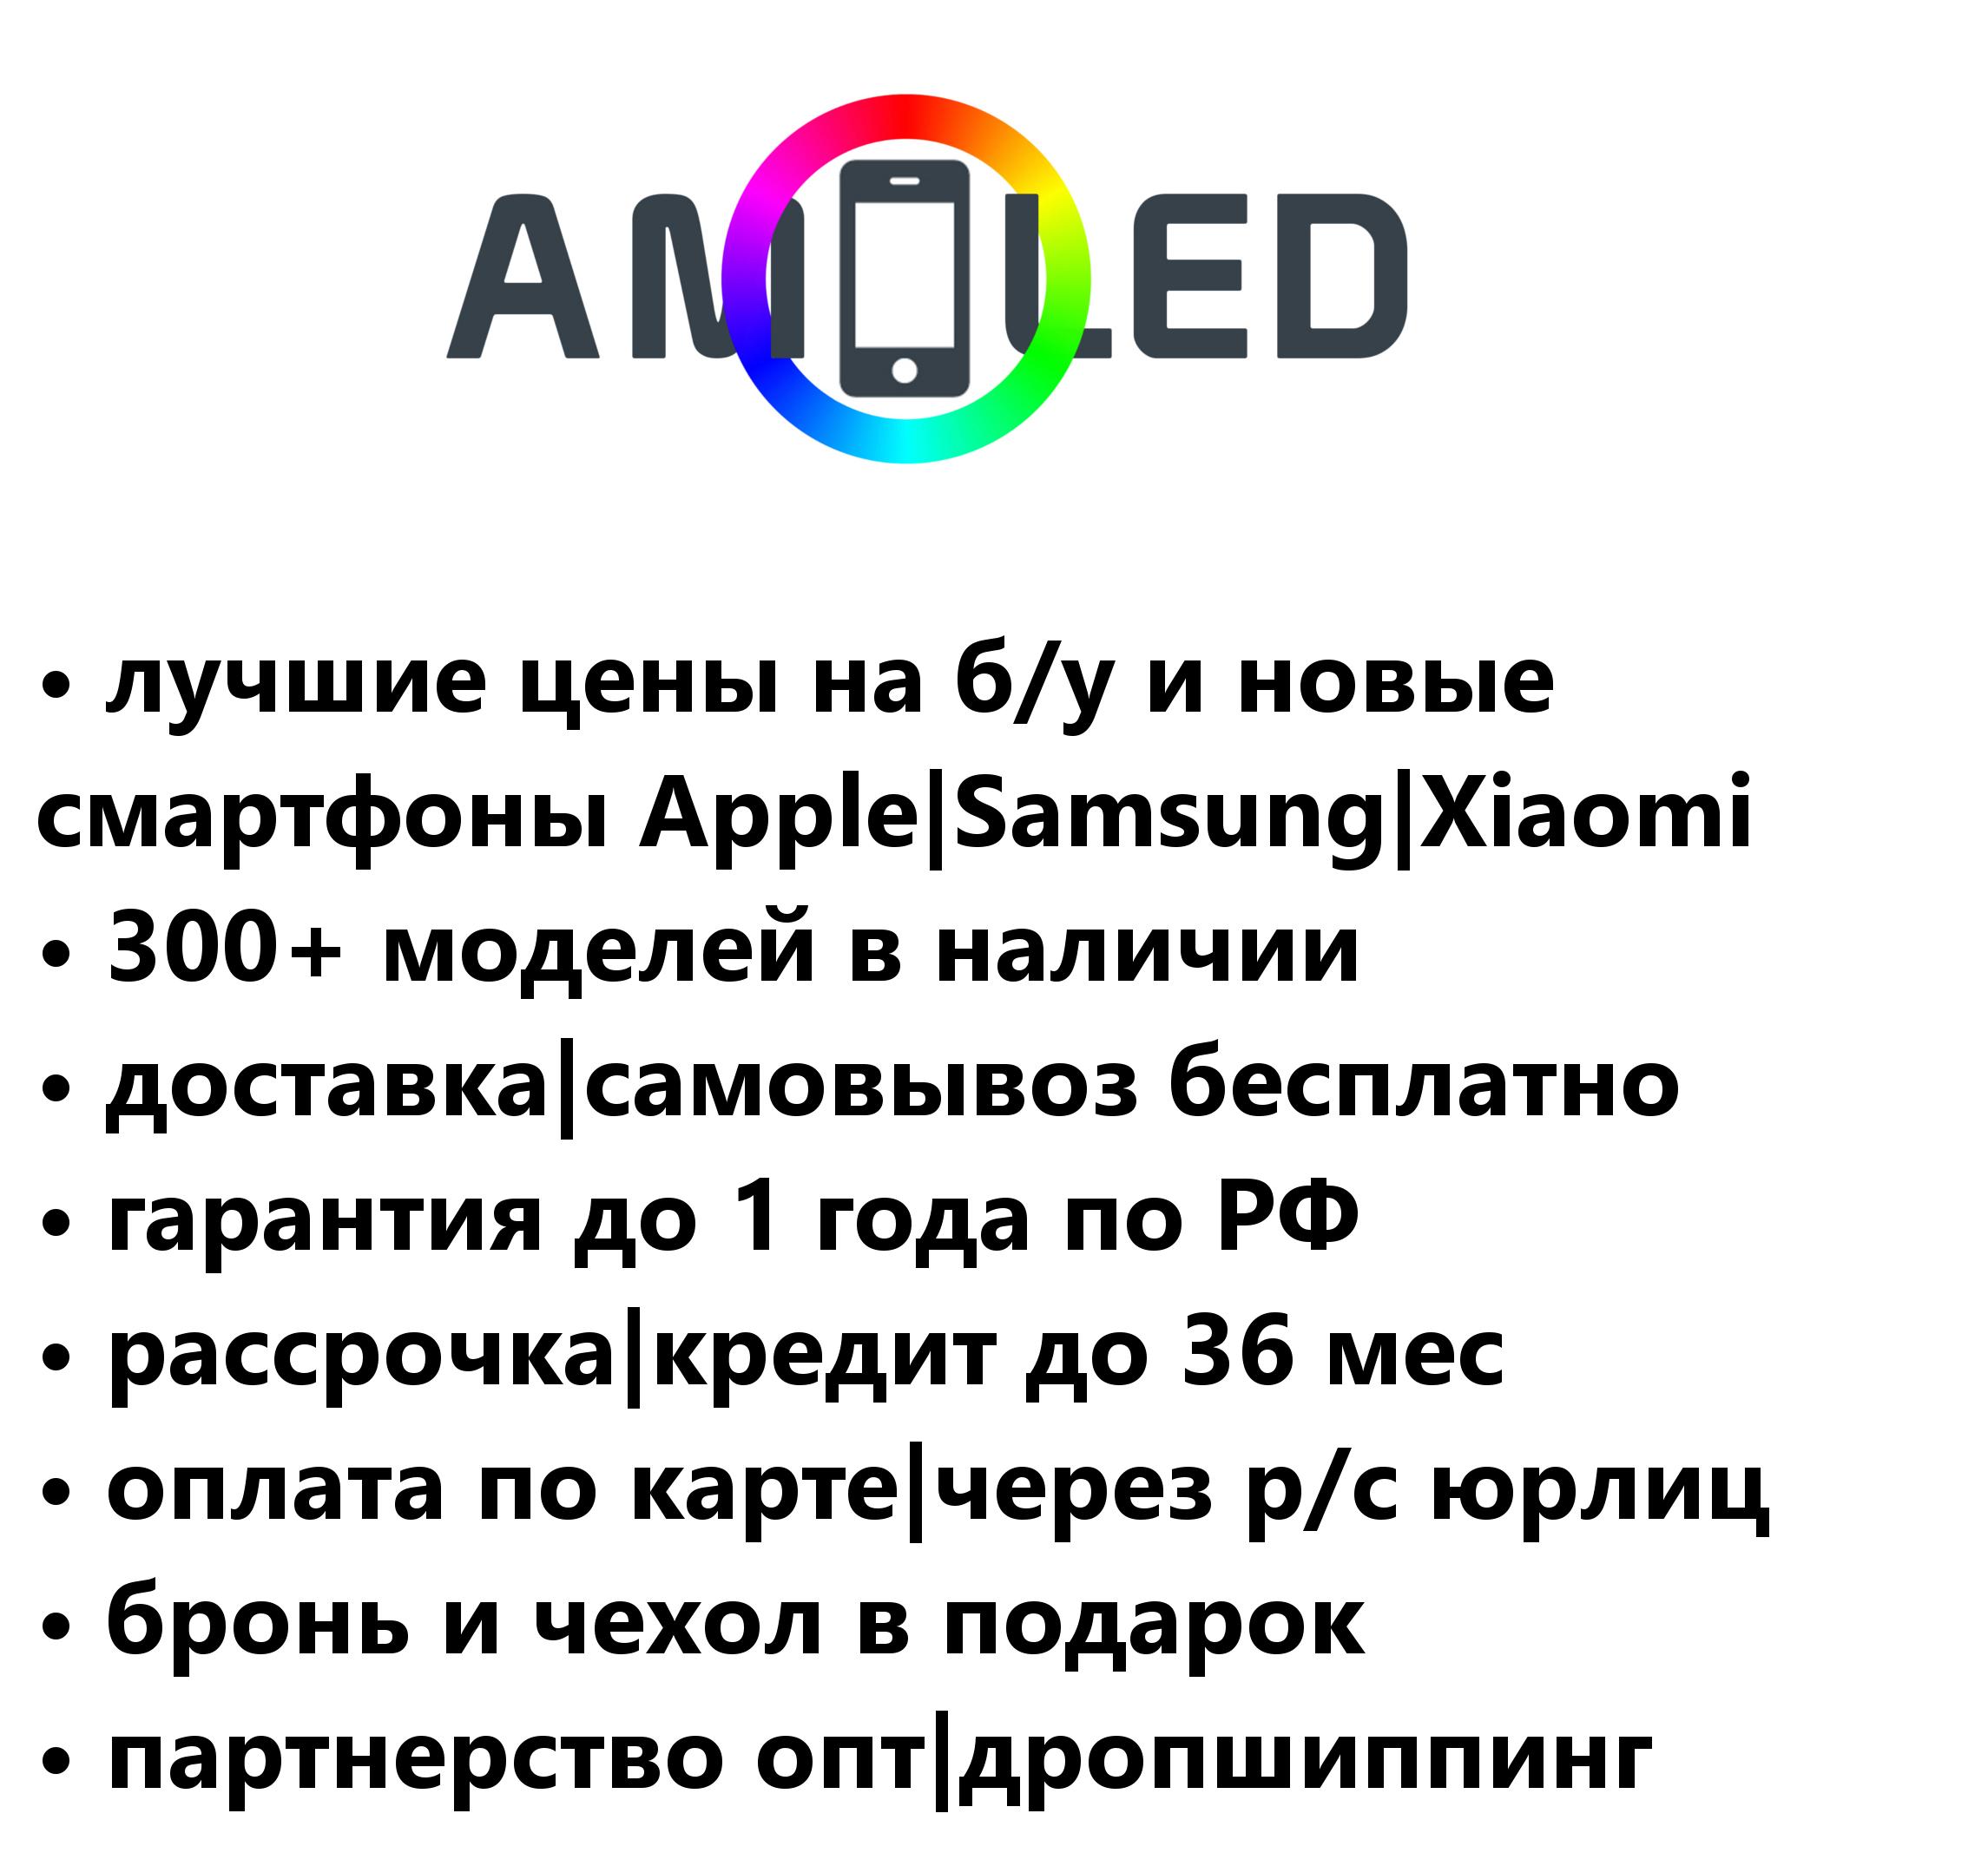 AMOLED
• лучшие цены на б/у и новые
смартфоны Apple|Samsung|Xiaomi
• 300+ моделей в наличии
• доставка|самовывоз бесплатно
• гарантия до 1 года по РФ
• рассрочка|кредит до 36 мес
• оплата по карте|через р/с юрлиц
• бронь и чехол в подарок
• партнерство опт|дропшиппинг